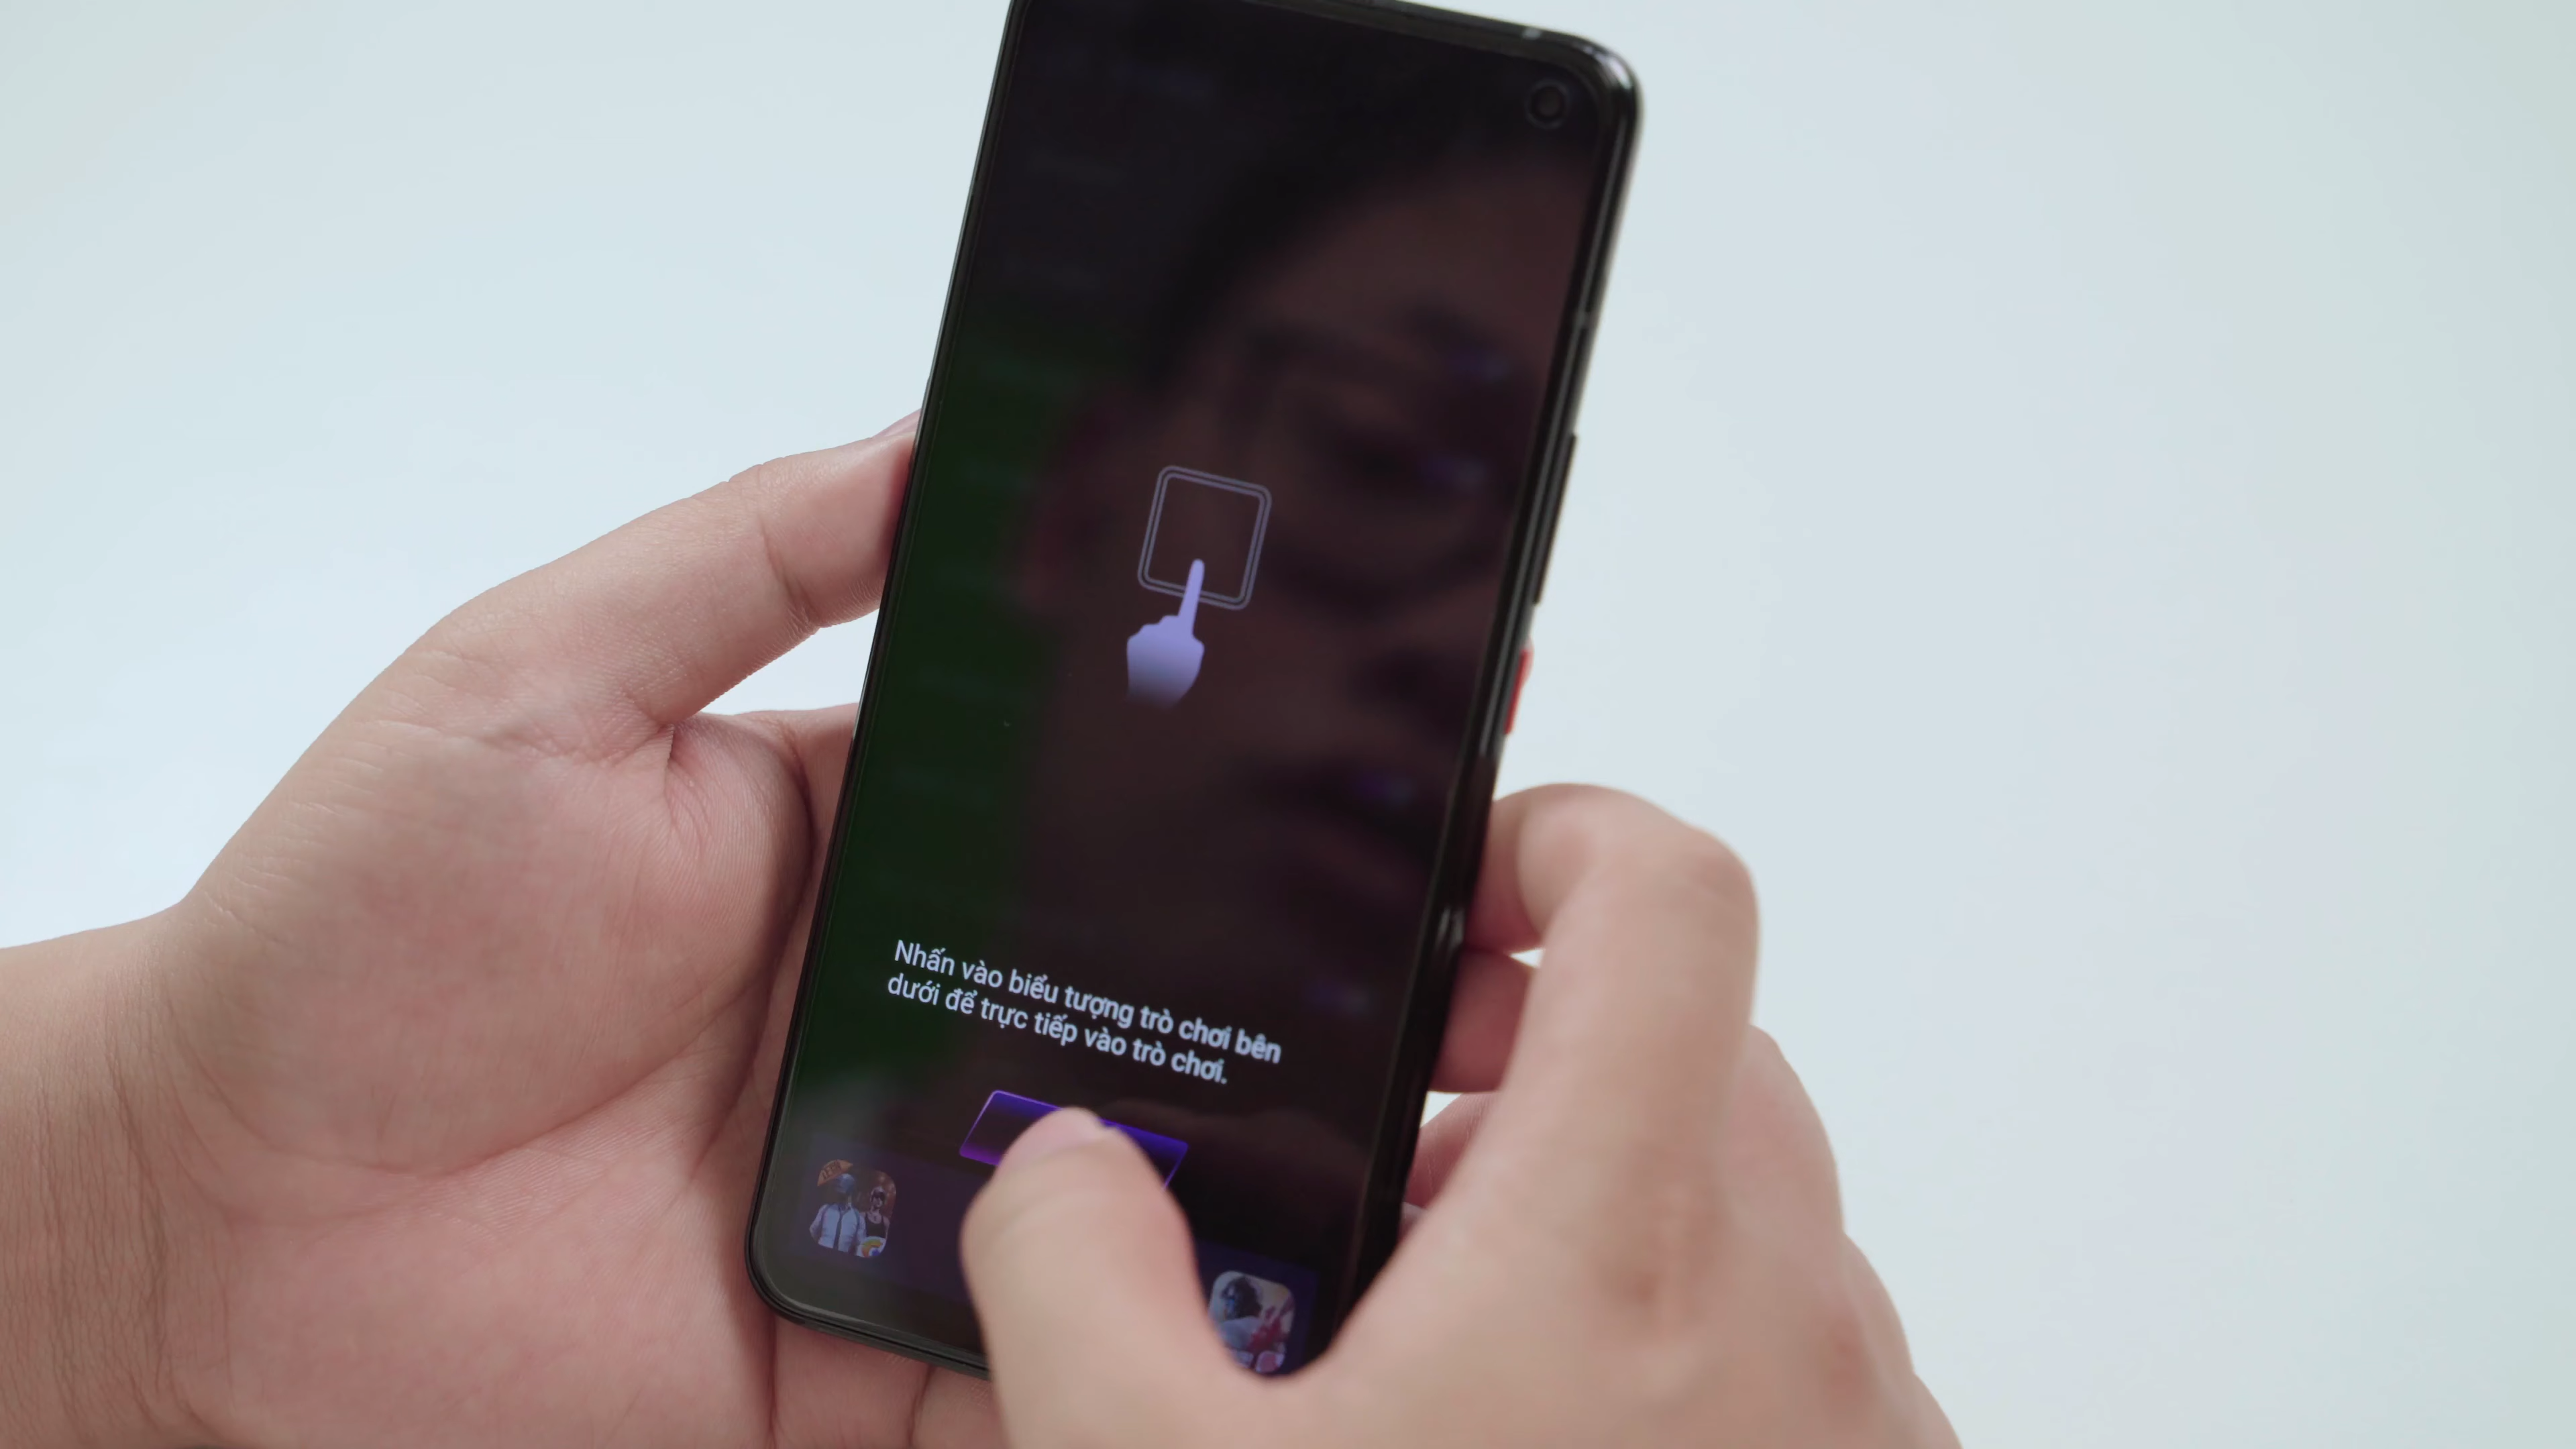 Nhấn vào biểu tượng trò chơi bên
dưới để trực tiếp vào trò chơi.